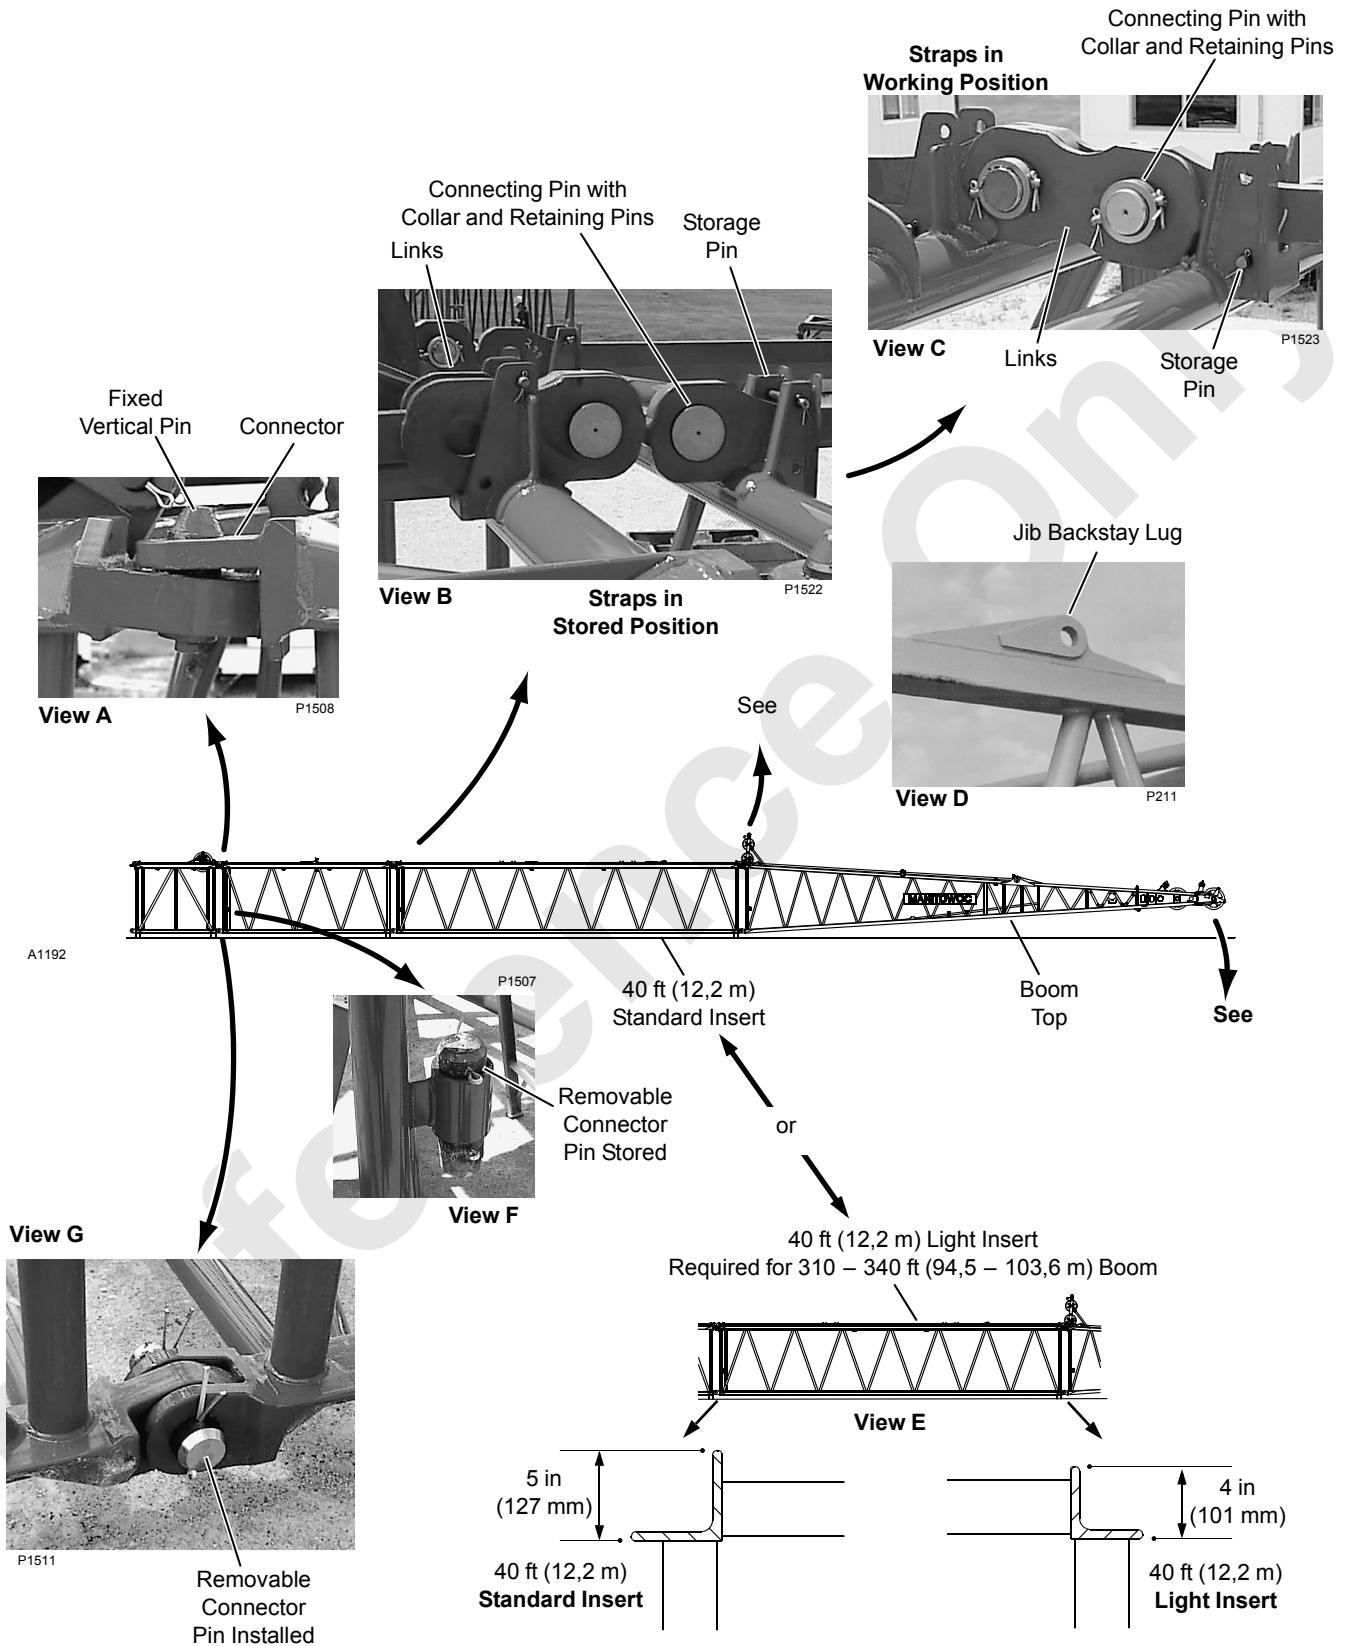 Connecting Pin with
Collar and Retaining Pins
Straps in
Working Position
P1523
View C
Links
Storage
Pin
Connecting Pin with
Collar and Retaining Pins
Links
Storage
Pin
P1522
View B
Straps in
Stored Position
Fixed
Vertical Pin
Connector
View A
P1508
Jib Backstay Lug
View D
P211
See
MANITOWOC
A1192
40 ft (12,2 m)
Standard Insert
Boom
Top
See
P1507
Removable
Connector
Pin Stored
View F
or
View G
P1511
Removable
Connector
Pin Installed
40 ft (12,2 m) Light Insert
Required for 310 – 340 ft (94,5 – 103,6 m) Boom
View E
5 in
(127 mm)
40 ft (12,2 m)
Standard Insert
4 in
(101 mm)
40 ft (12,2 m)
Light Insert
ference Only